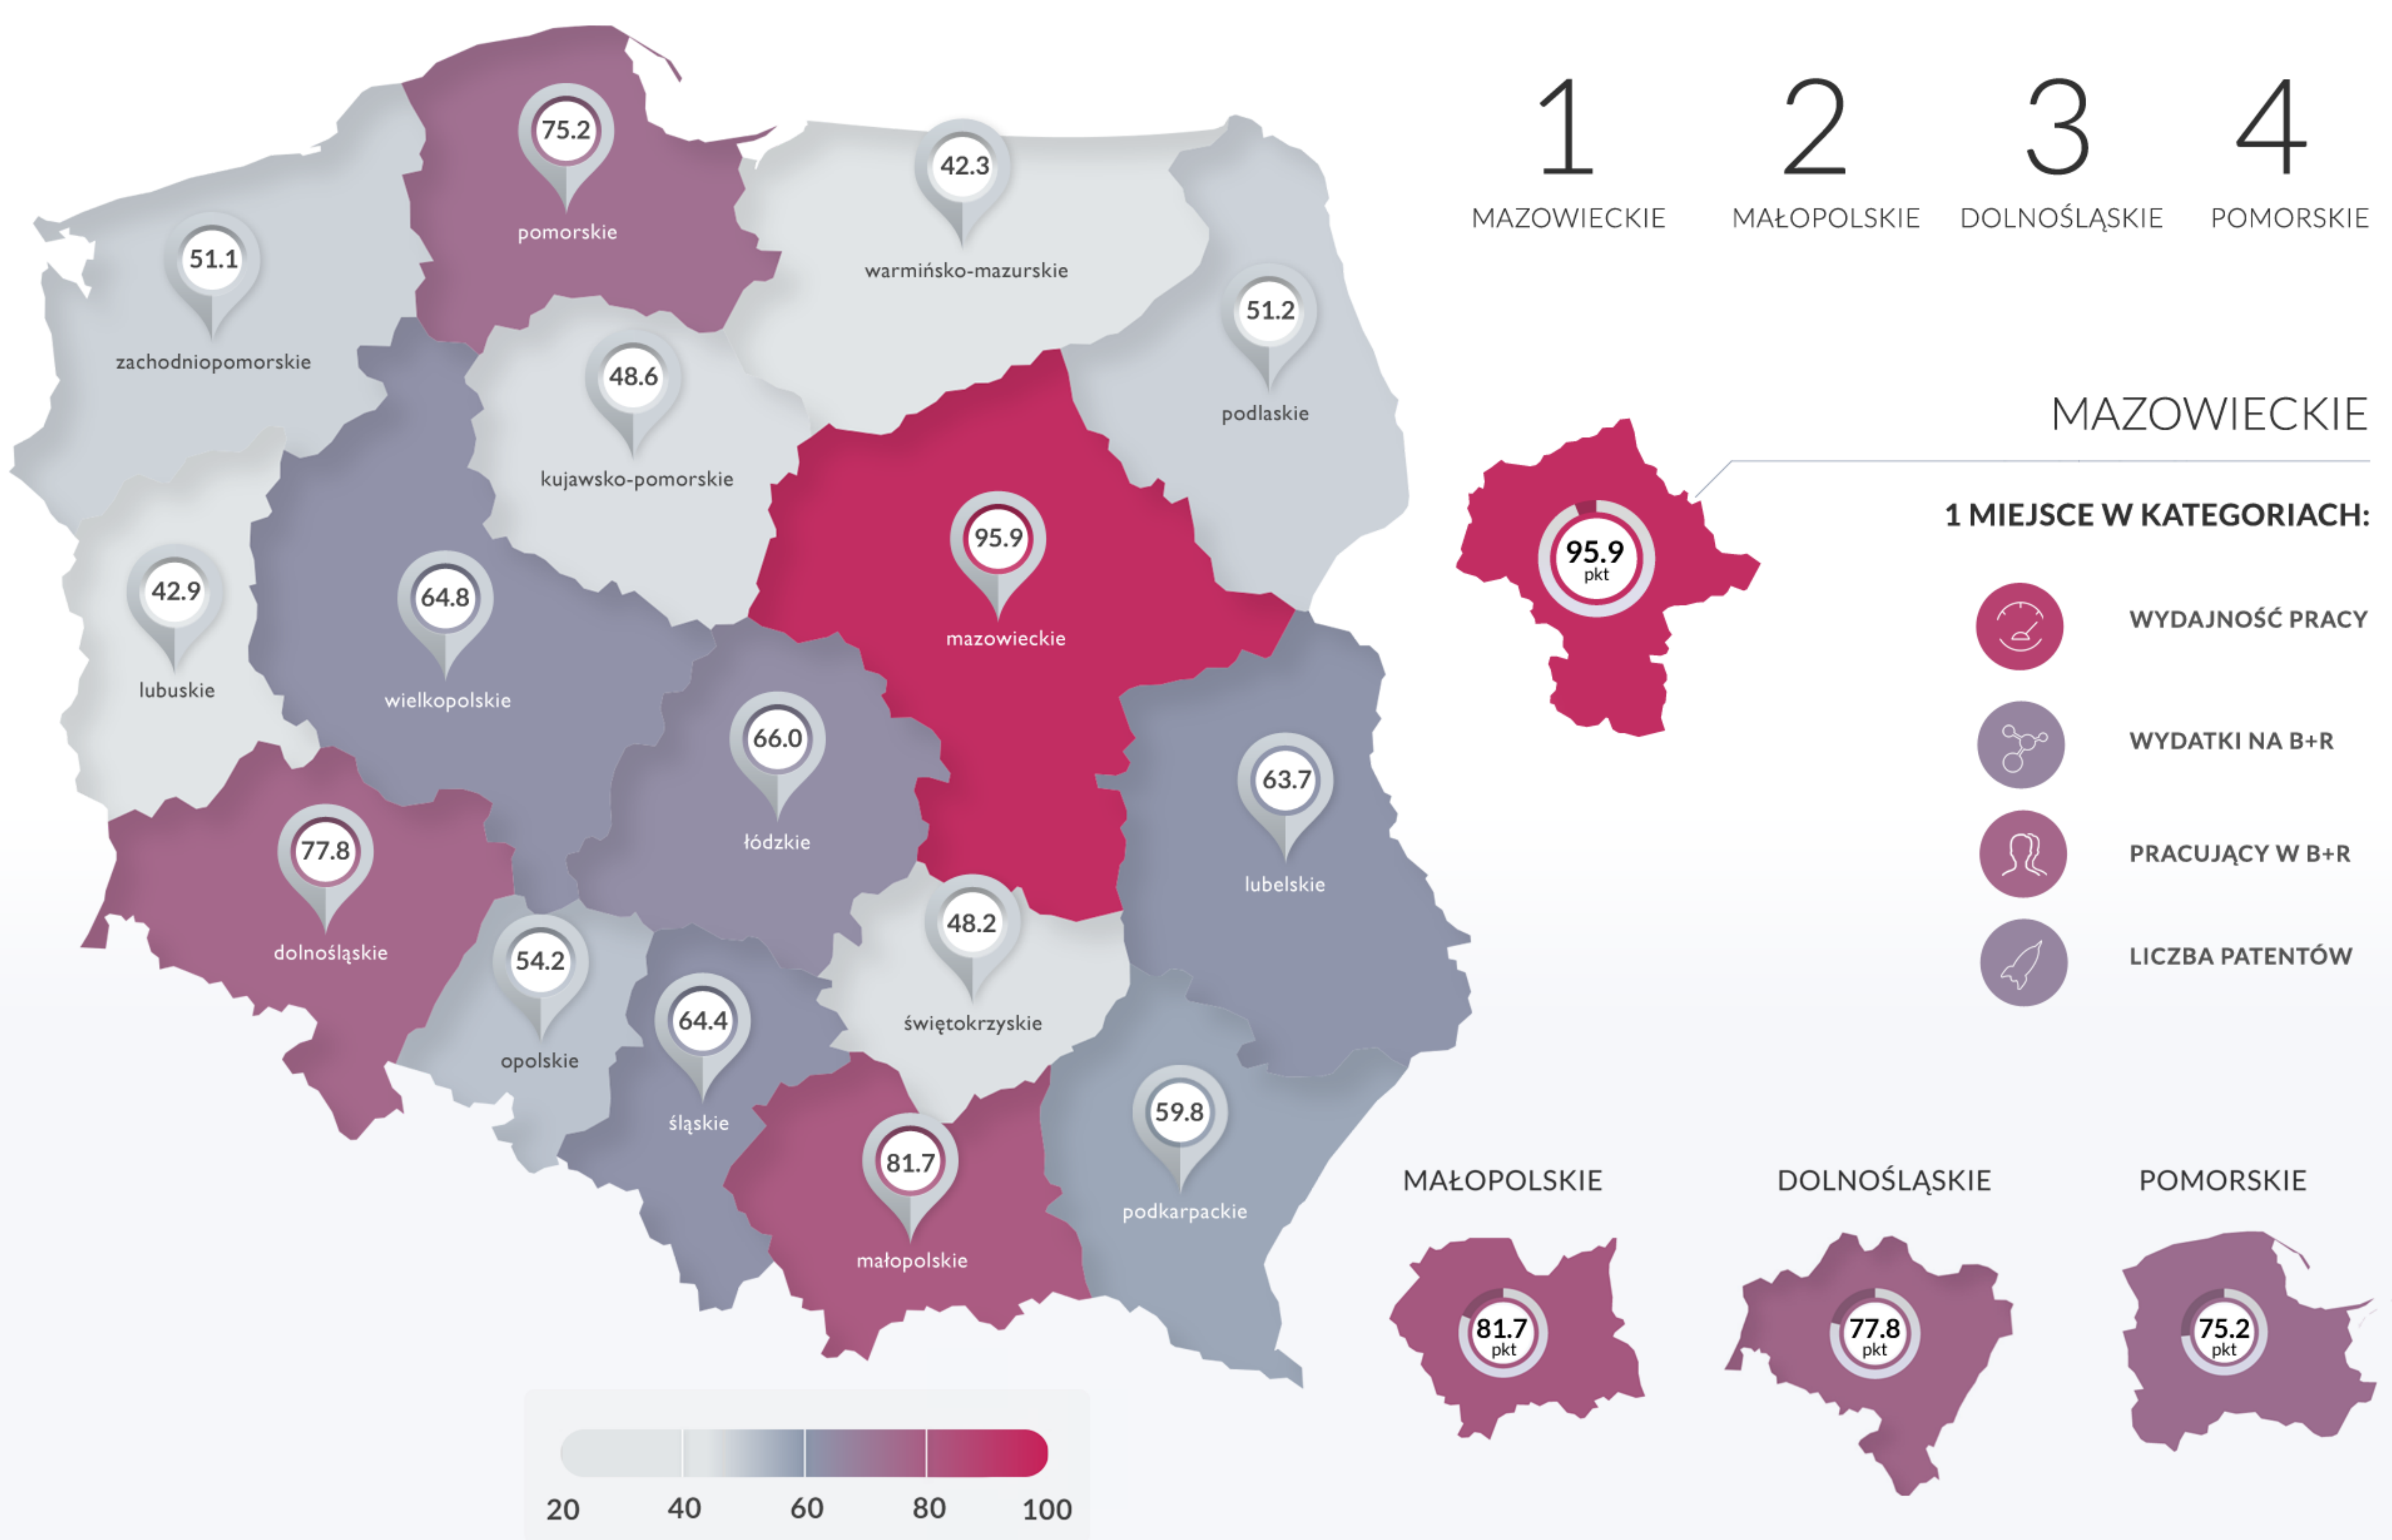 75.2
pomorskie
42.3
warmińsko-mazurskie
51.1
zachodniopomorskie
51.2
podlaskie
48.6
kujawsko-pomorskie
95.9
mazowieckie
42.9
lubuskie
64.8
wielkopolskie
66.0
łódzkie
63.7
lubelskie
77.8
dolnośląskie
54.2
opolskie
48.2
świętokrzyskie
64.4
śląskie
81.7
małopolskie
59.8
podkarpackie
20 40 60 80 100
1 2 3 4
MAZOWIECKIE MAŁOPOLSKIE DOLNOŚLĄSKIE POMORSKIE
MAZOWIECKIE
95.9
pkt
1 MIEJSCE W KATEGORIACH:
WYDAJNOŚĆ PRACY
WYDATKI NA B+R
PRACUJĄCY W B+R
LICZBA PATENTÓW
MAŁOPOLSKIE
81.7
pkt
DOLNOŚLĄSKIE
77.8
pkt
POMORSKIE
75.2
pkt